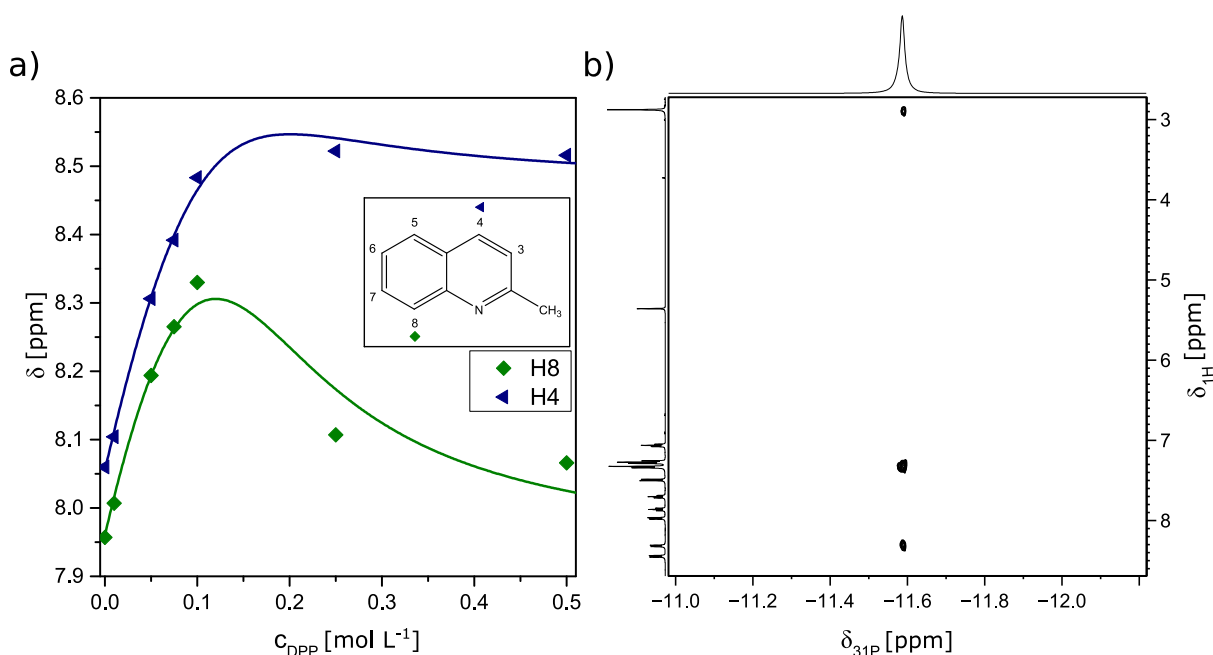 a)
8.6
8.5
8.4
8.3
8.2
8.1
8.0
7.9
δ [ppm]
0.0 0.1 0.2 0.3 0.4 0.5
c_DPP [mol L⁻¹]
5 4
6 3
7 N CH₃
8
H8
H4
b)
3
4
5
6
7
8
δ_1H [ppm]
−11.0 −11.2 −11.4 −11.6 −11.8 −12.0
δ_31P [ppm]